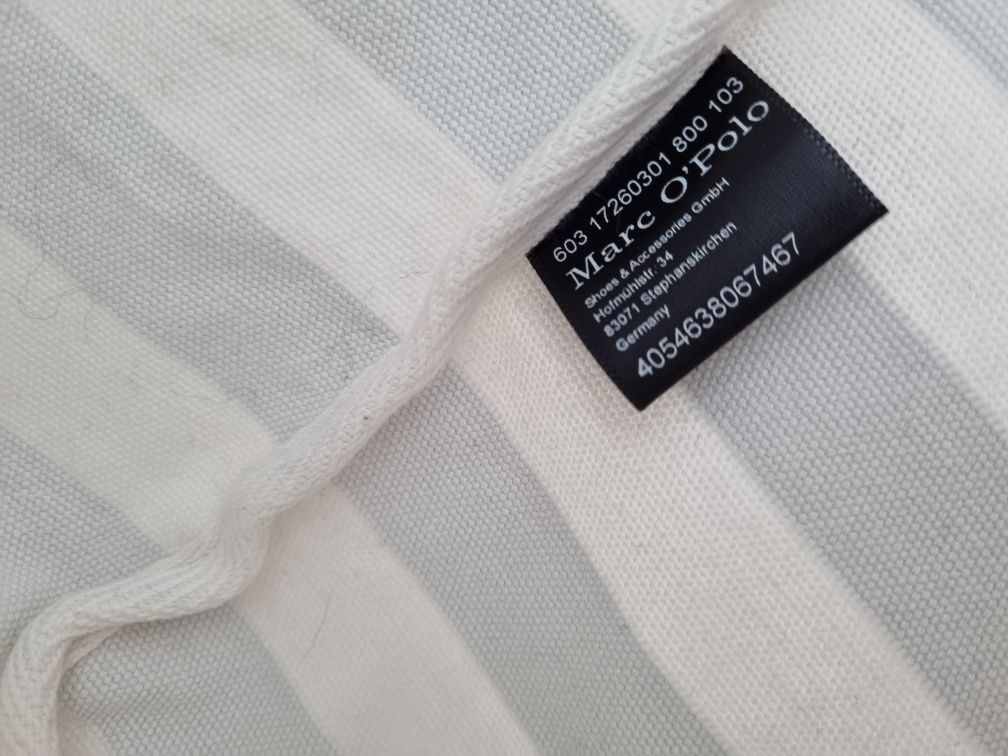 603 17260301 800 103
Marc O'Polo
Shoes & Accessories GmbH
Hofmühlstr. 34
83071 Stephanskirchen
Germany
4054638067467